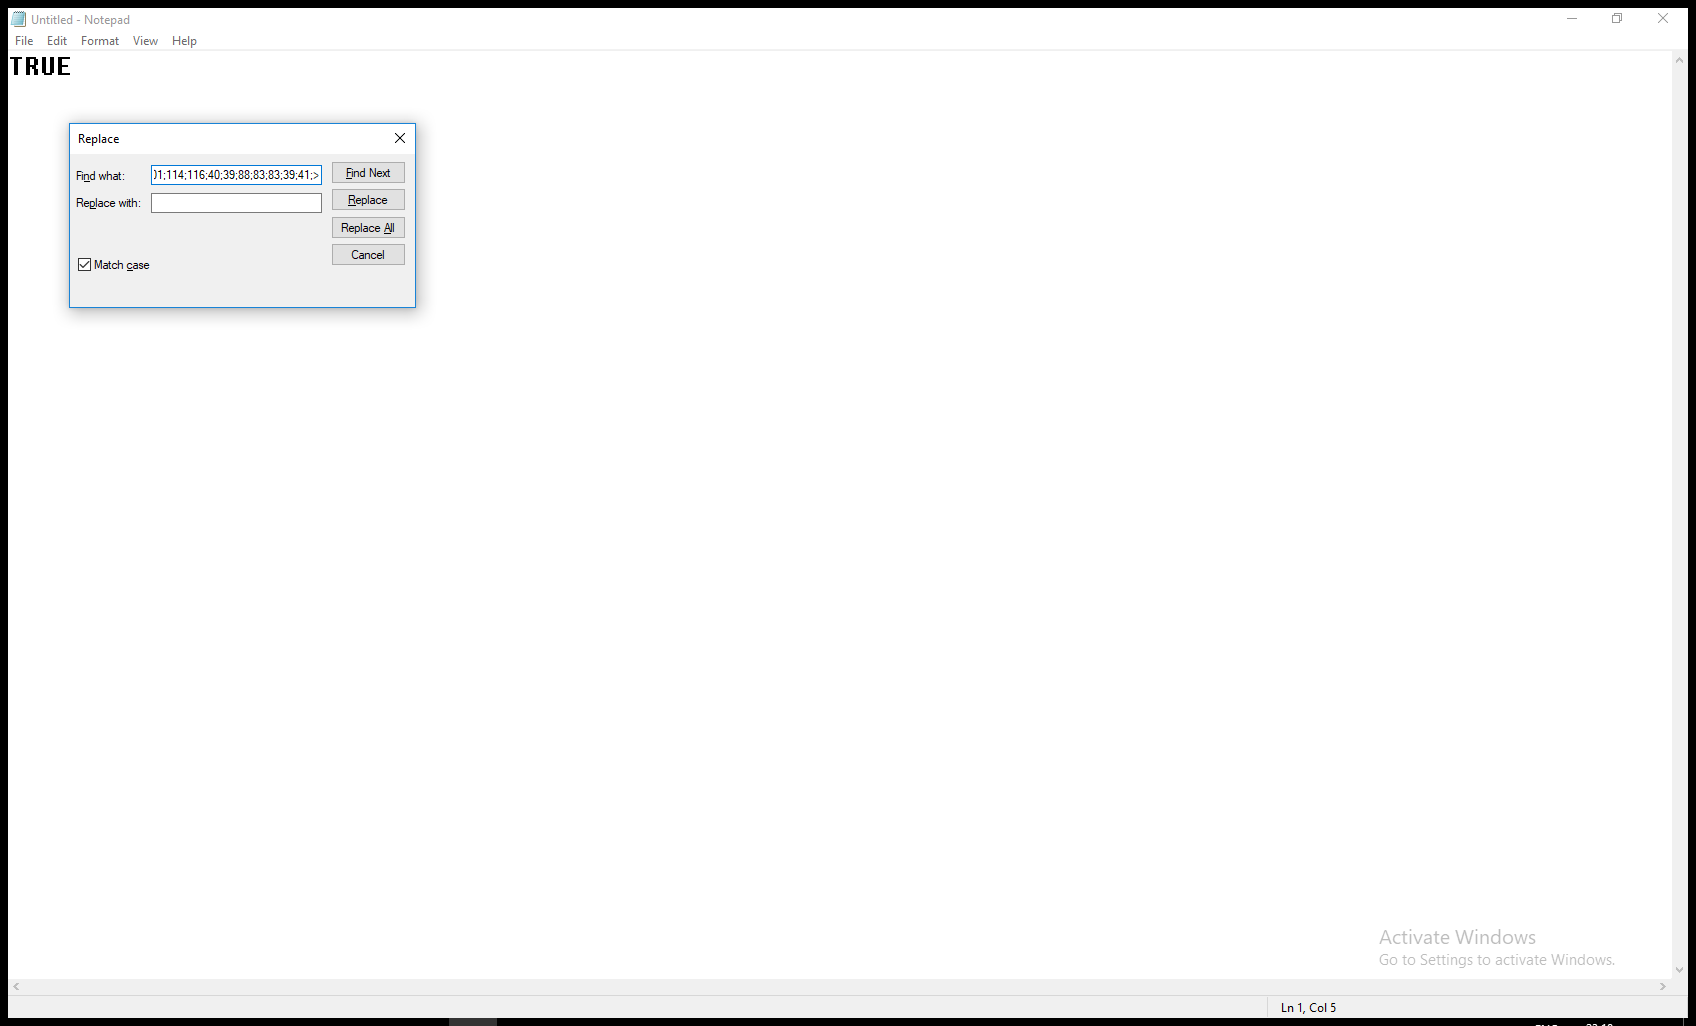 Untitled - Notepad
File Edit Format View Help
TRUE
Replace
Find what: 01;114;116;40;39;88;83;83;39;41;> Find Next
Replace with: Replace
Replace All
Cancel
Match case
Activate Windows
Go to Settings to activate Windows.
Ln 1, Col 5